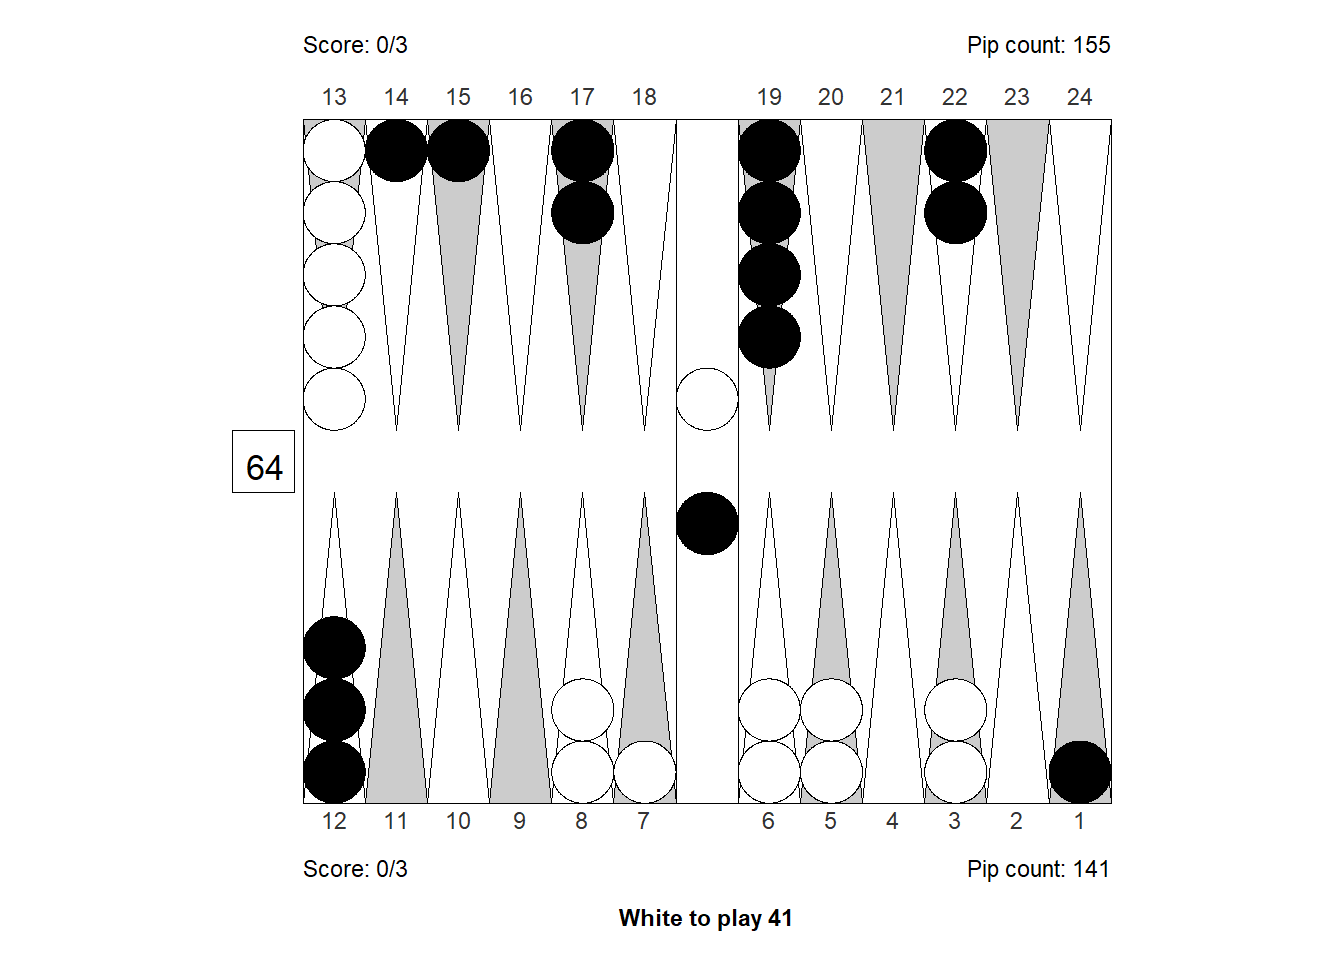 Score: 0/3 Pip count: 155
13 14 15 16 17 18 19 20 21 22 23 24
64
12 11 10 9 8 7 6 5 4 3 2 1
Score: 0/3 Pip count: 141
White to play 41